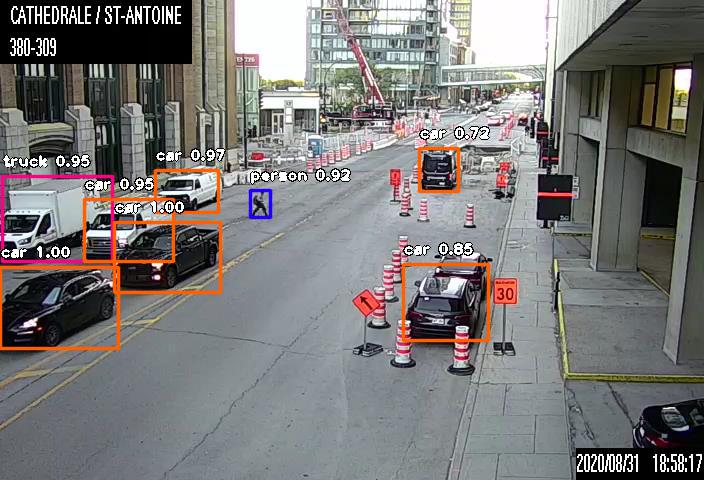 CATHEDRALE / ST-ANTOINE
380-309
car 0.72
car 0.97
truck 0.95
person 0.92
car 0.95
car 1.00
car 1.00
car 0.85
30
2020/08/31 18:58:17